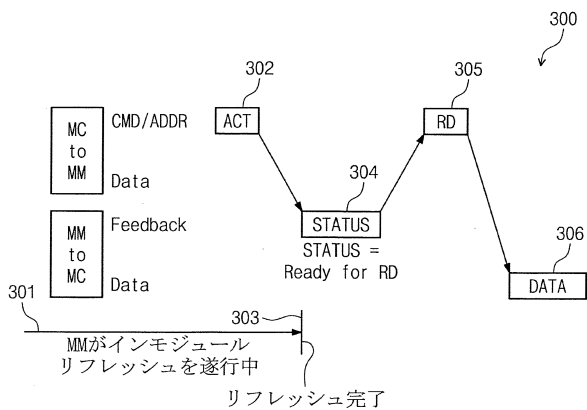 300
302
305
MC
to
MM
CMD/ADDR
Data
ACT
RD
304
STATUS
STATUS =
Ready for RD
MM
to
MC
Feedback
Data
306
DATA
301
303
MMがインモジュール
リフレッシュを遂行中
リフレッシュ完了